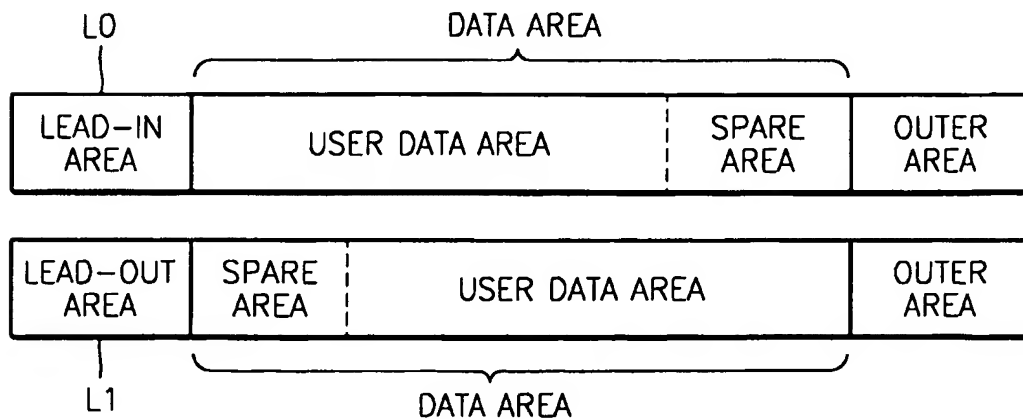 L0
DATA AREA
LEAD-IN
AREA
USER DATA AREA
SPARE
AREA
OUTER
AREA
LEAD-OUT
AREA
SPARE
AREA
USER DATA AREA
OUTER
AREA
L1
DATA AREA